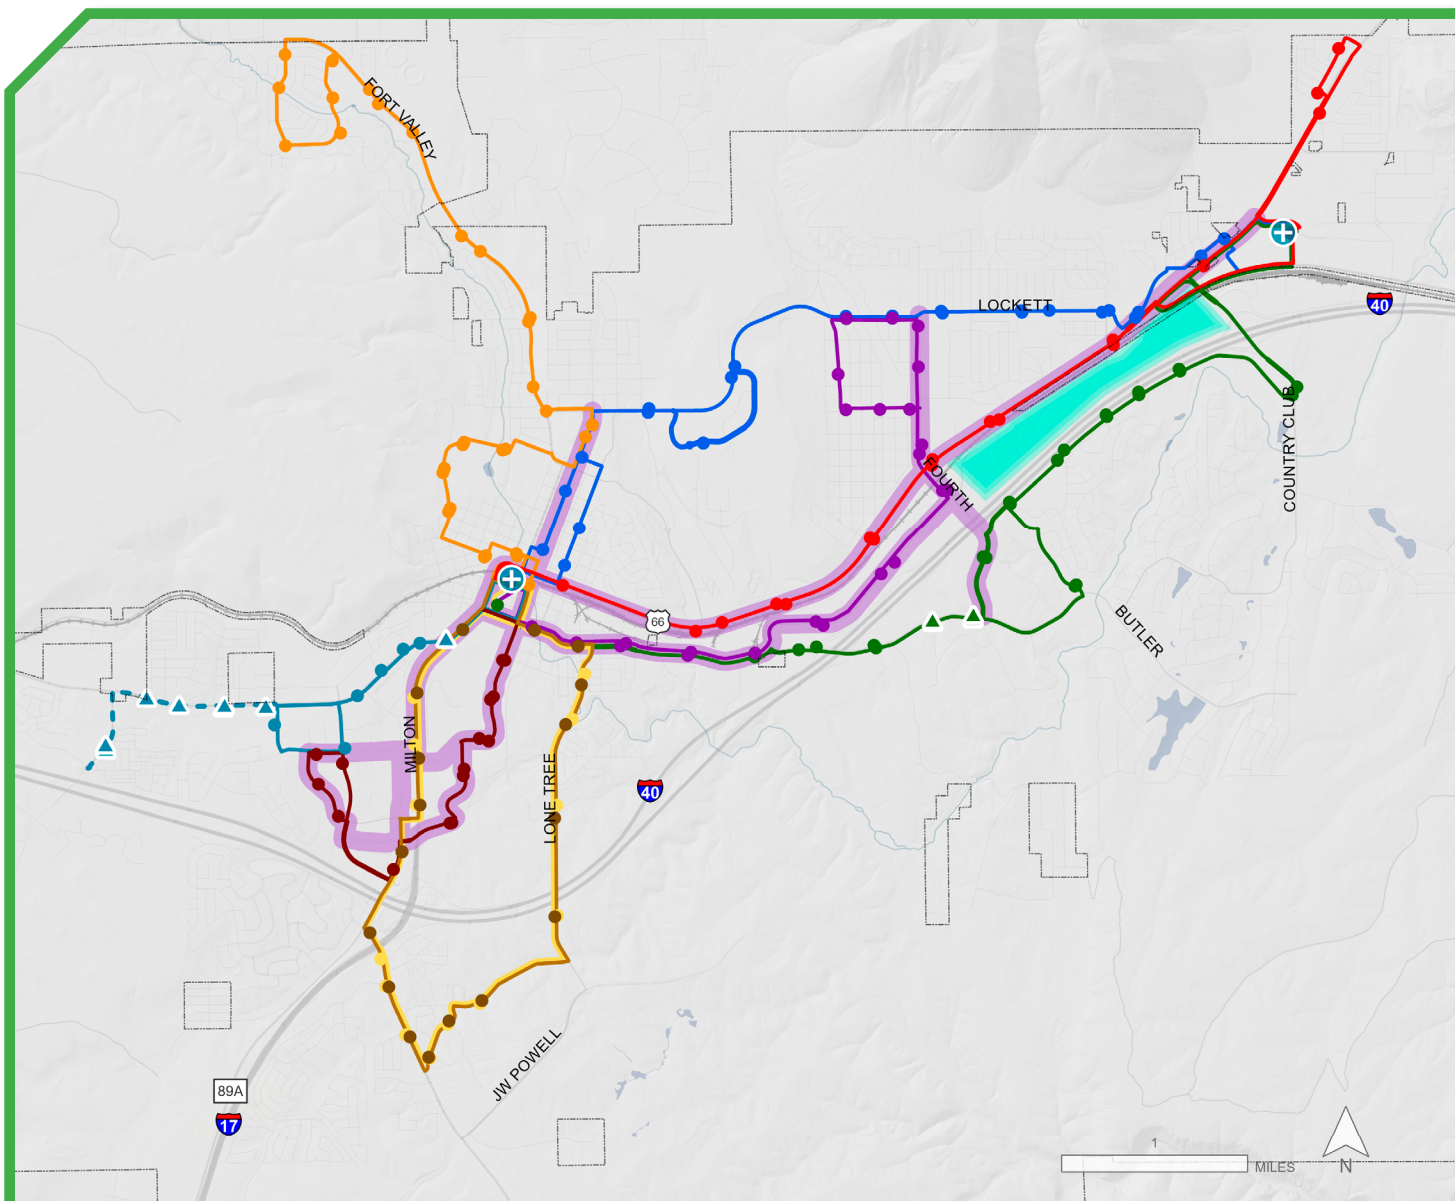 FORT VALLEY
LOCKETT
40
COUNTRY CLUB
FOURTH
66
BUTLER
MILTON
LONE TREE
40
JW POWELL
89A
17
1
MILES
N